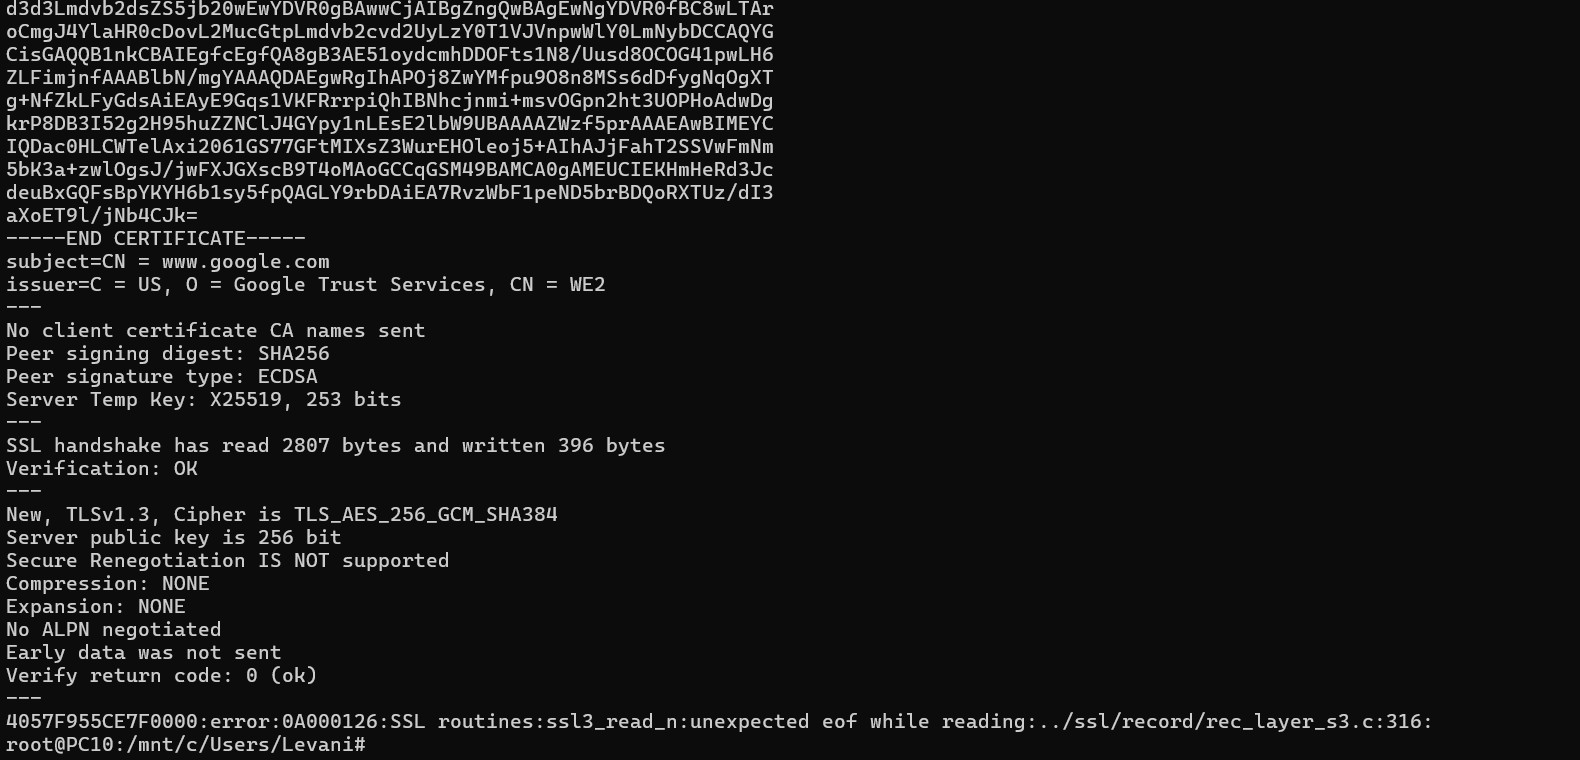 d3d3Lmdvb2dsZS5jb20wEwYDVR0gBAwwCjAIBgZngQwBAgEwNgYDVR0fBC8wLTAr
oCmgJ4YlaHR0cDovL2MucGtpLmdvb2cvd2UyLzY0T1VJVnpwWlY0LmNybDCCAQYG
CisGAQQB1nkCBAIEgfcEgfQA8gB3AE51oydcmhDDOFts1N8/Uusd8OCOG41pwLH6
ZLFimjnfAAABlbN/mgYAAAQDAEgwRgIhAPOj8ZwYMfpu9O8n8MSs6dDfygNqOgXT
g+NfZkLFyGdsAiEAyE9Gqs1VKFRrrpiQhIBNhcjnmi+msvOGpn2ht3UOPHoAdwDg
krP8DB3I52g2H95huZZNClJ4GYpy1nLEsE2lbW9UBAAAAZWzf5prAAAEAwBIMEYC
IQDac0HLCWTelAxi2061GS77GFtMIXsZ3WurEHOleoj5+AIhAJjFahT2SSVwFmNm
5bK3a+zwlOgsJ/jwFXJGXscB9T4oMAoGCCqGSM49BAMCA0gAMEUCIEKHmHeRd3Jc
deuBxGQFsBpYKYH6b1sy5fpQAGLY9rbDAiEA7RvzWbF1peND5brBDQoRXTUz/dI3
aXoET9l/jNb4CJk=
-----END CERTIFICATE-----
subject=CN = www.google.com
issuer=C = US, O = Google Trust Services, CN = WE2
---
No client certificate CA names sent
Peer signing digest: SHA256
Peer signature type: ECDSA
Server Temp Key: X25519, 253 bits
---
SSL handshake has read 2807 bytes and written 396 bytes
Verification: OK
---
New, TLSv1.3, Cipher is TLS_AES_256_GCM_SHA384
Server public key is 256 bit
Secure Renegotiation IS NOT supported
Compression: NONE
Expansion: NONE
No ALPN negotiated
Early data was not sent
Verify return code: 0 (ok)
---
4057F955CE7F0000:error:0A000126:SSL routines:ssl3_read_n:unexpected eof while reading:../ssl/record/rec_layer_s3.c:316:
root@PC10:/mnt/c/Users/Levani#